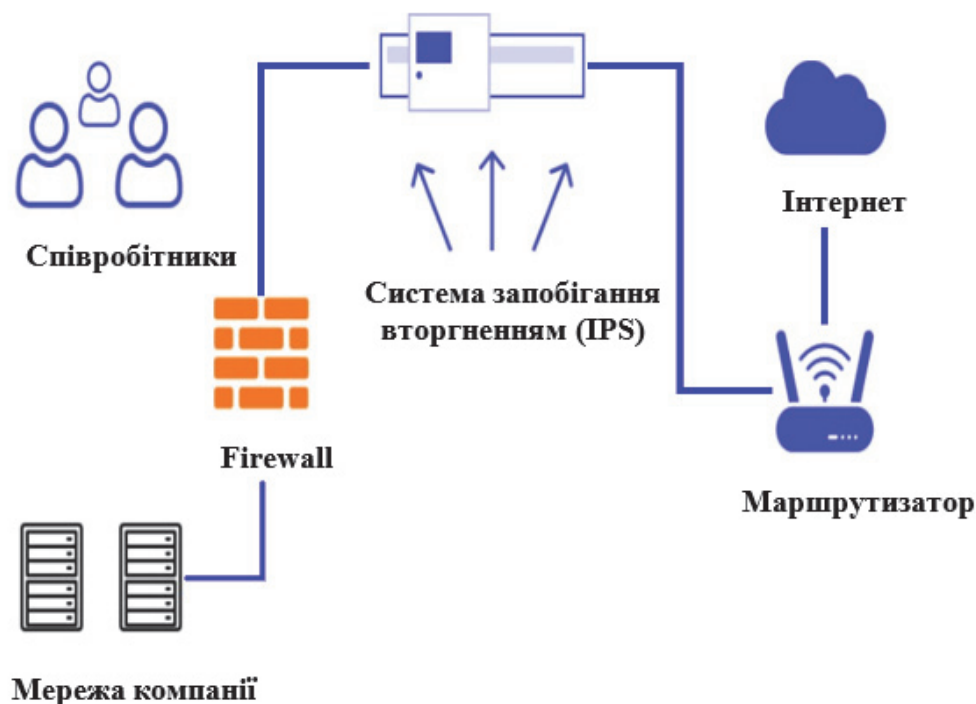 Інтернет
Співробітники
Система запобігання
вторгненням (IPS)
Firewall
Маршрутизатор
Мережа компанії